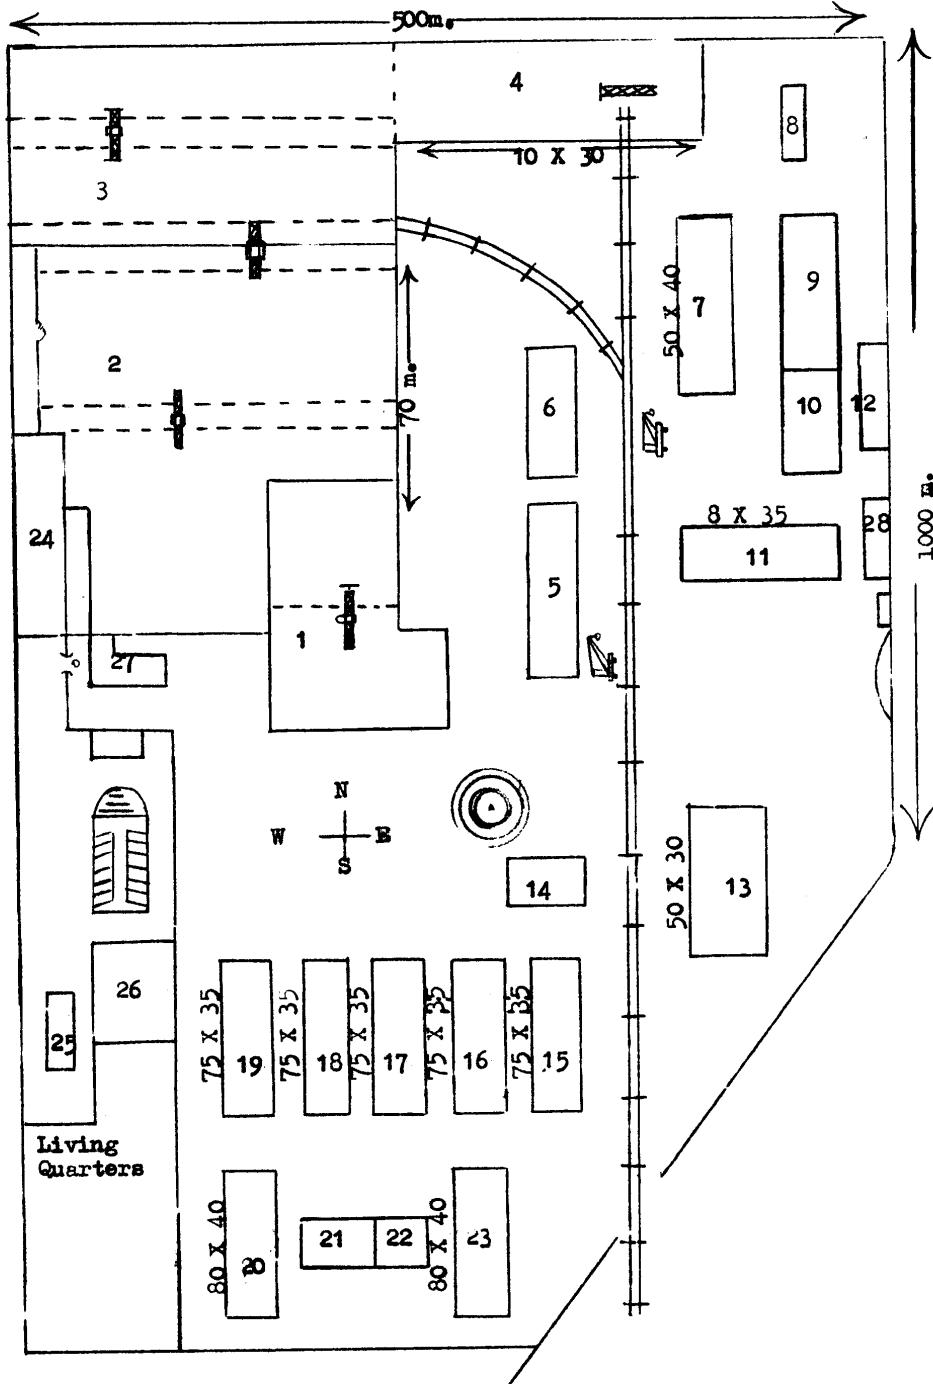 500m.
4
8
10 X 30
3
50 X 40
7
9
2
70 m.
6
10
12
1000 m.
8 X 35
28
24
11
5
1
27
N
W E
S
14
50 X 30
13
26
25
75 X 35
19
75 X 35
18
75 X 35
17
75 X 35
16
75 X 35
15
Living
Quarters
80 X 40
20
21
22
80 X 40
23